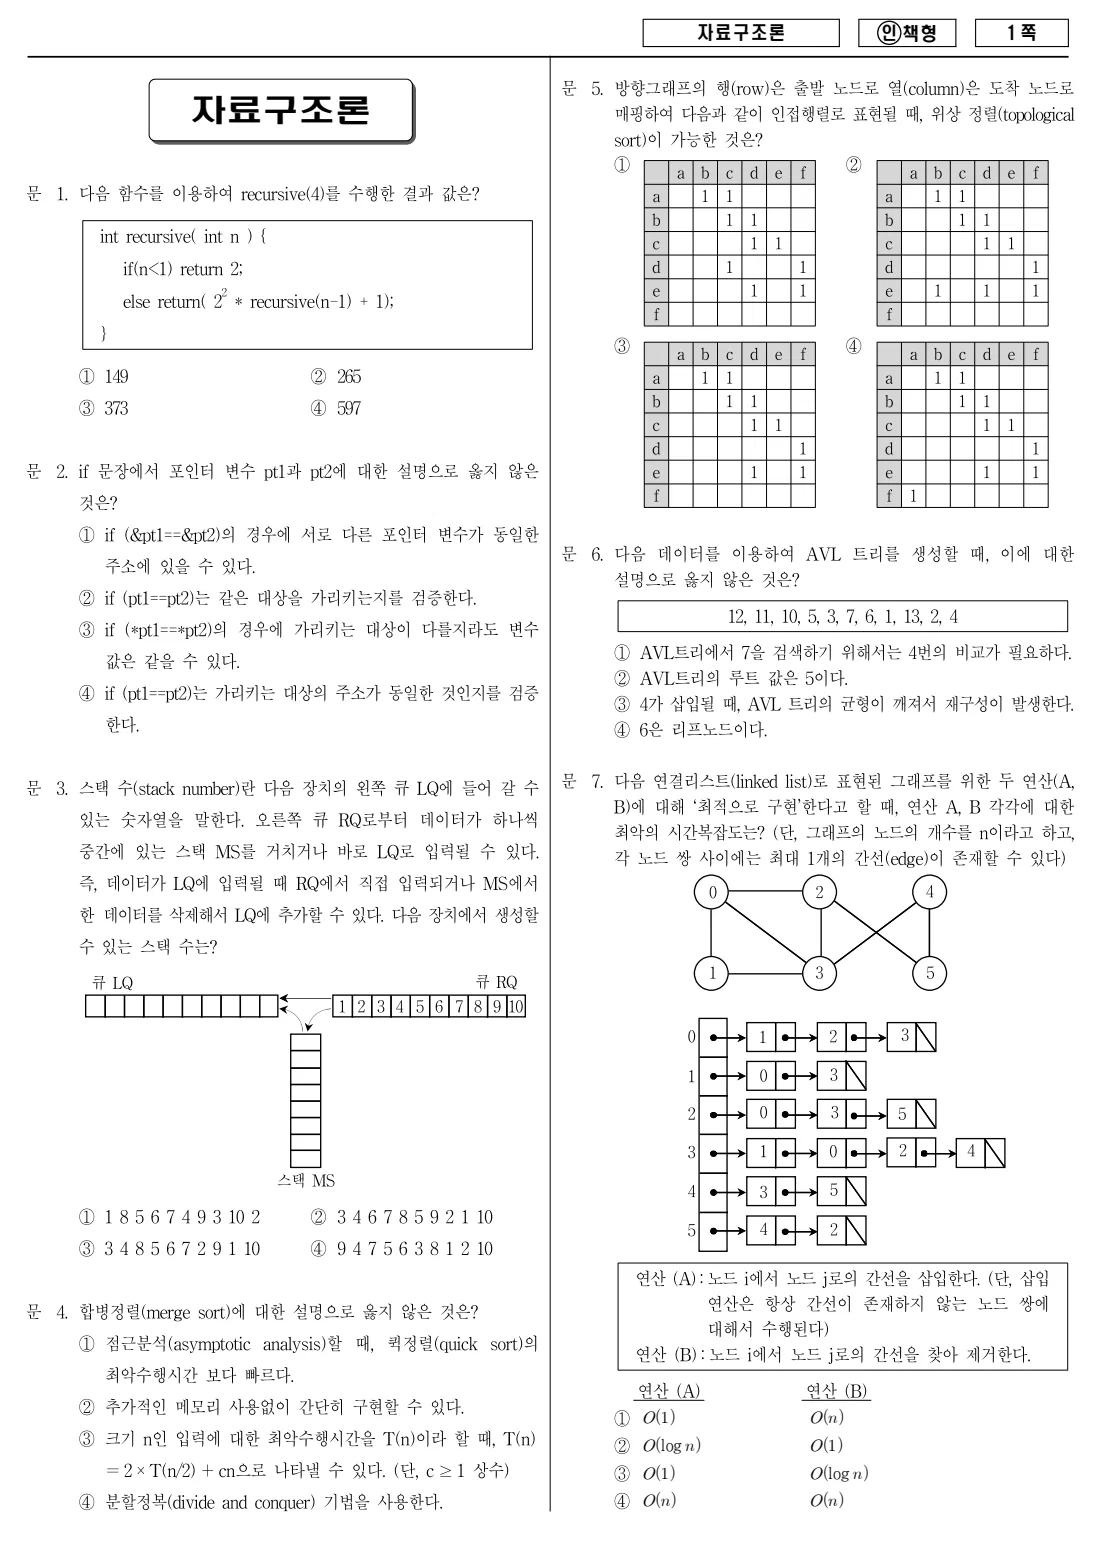 자료구조론
인책형
1쪽
자료구조론
문 1. 다음 함수를 이용하여 recursive(4)를 수행한 결과 값은?
int recursive( int n ) {
if(n<1) return 2;
else return( 2² * recursive(n-1) + 1);
}
① 149 ② 265
③ 373 ④ 597
문 2. if 문장에서 포인터 변수 pt1과 pt2에 대한 설명으로 옳지 않은
것은?
① if (&pt1==&pt2)의 경우에 서로 다른 포인터 변수가 동일한
주소에 있을 수 있다.
② if (pt1==pt2)는 같은 대상을 가리키는지를 검증한다.
③ if (*pt1==*pt2)의 경우에 가리키는 대상이 다를지라도 변수
값은 같을 수 있다.
④ if (pt1==pt2)는 가리키는 대상의 주소가 동일한 것인지를 검증
한다.
문 3. 스택 수(stack number)란 다음 장치의 왼쪽 큐 LQ에 들어 갈 수
있는 숫자열을 말한다. 오른쪽 큐 RQ로부터 데이터가 하나씩
중간에 있는 스택 MS를 거치거나 바로 LQ로 입력될 수 있다.
즉, 데이터가 LQ에 입력될 때 RQ에서 직접 입력되거나 MS에서
한 데이터를 삭제해서 LQ에 추가할 수 있다. 다음 장치에서 생성할
수 있는 스택 수는?
큐 LQ 큐 RQ
1 2 3 4 5 6 7 8 9 10
스택 MS
① 1 8 5 6 7 4 9 3 10 2 ② 3 4 6 7 8 5 9 2 1 10
③ 3 4 8 5 6 7 2 9 1 10 ④ 9 4 7 5 6 3 8 1 2 10
문 4. 합병정렬(merge sort)에 대한 설명으로 옳지 않은 것은?
① 점근분석(asymptotic analysis)할 때, 퀵정렬(quick sort)의
최악수행시간 보다 빠르다.
② 추가적인 메모리 사용없이 간단히 구현할 수 있다.
③ 크기 n인 입력에 대한 최악수행시간을 T(n)이라 할 때, T(n)
= 2 × T(n/2) + cn으로 나타낼 수 있다. (단, c ≥ 1 상수)
④ 분할정복(divide and conquer) 기법을 사용한다.
문 5. 방향그래프의 행(row)은 출발 노드로 열(column)은 도착 노드로
매핑하여 다음과 같이 인접행렬로 표현될 때, 위상 정렬(topological
sort)이 가능한 것은?
① ②
a b c d e f a b c d e f
a 1 1 a 1 1
b 1 1 b 1 1
c 1 1 c 1 1
d 1 1 d 1
e 1 1 e 1 1 1
f f
③ ④
a b c d e f a b c d e f
a 1 1 a 1 1
b 1 1 b 1 1
c 1 1 c 1 1
d 1 d 1
e 1 1 e 1 1
f f 1
문 6. 다음 데이터를 이용하여 AVL 트리를 생성할 때, 이에 대한
설명으로 옳지 않은 것은?
12, 11, 10, 5, 3, 7, 6, 1, 13, 2, 4
① AVL트리에서 7을 검색하기 위해서는 4번의 비교가 필요하다.
② AVL트리의 루트 값은 5이다.
③ 4가 삽입될 때, AVL 트리의 균형이 깨져서 재구성이 발생한다.
④ 6은 리프노드이다.
문 7. 다음 연결리스트(linked list)로 표현된 그래프를 위한 두 연산(A,
B)에 대해 ‘최적으로 구현’한다고 할 때, 연산 A, B 각각에 대한
최악의 시간복잡도는? (단, 그래프의 노드의 개수를 n이라고 하고,
각 노드 쌍 사이에는 최대 1개의 간선(edge)이 존재할 수 있다)
0 2 4
1 3 5
0 1 2 3
1 0 3
2 0 3 5
3 1 0 2 4
4 3 5
5 4 2
연산 (A) : 노드 i에서 노드 j로의 간선을 삽입한다. (단, 삽입
연산은 항상 간선이 존재하지 않는 노드 쌍에
대해서 수행된다)
연산 (B) : 노드 i에서 노드 j로의 간선을 찾아 제거한다.
연산 (A) 연산 (B)
① O(1) O(n)
② O(log n) O(1)
③ O(1) O(log n)
④ O(n) O(n)